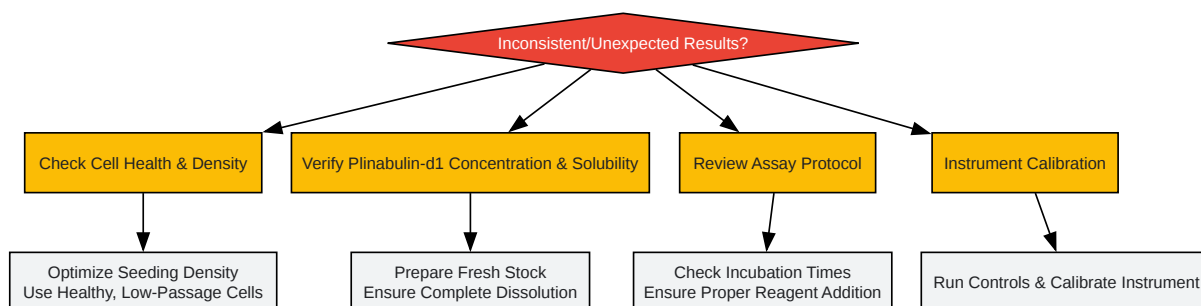 Inconsistent/Unexpected Results?
Check Cell Health & Density
Verify Plinabulin-d1 Concentration & Solubility
Review Assay Protocol
Instrument Calibration
Optimize Seeding Density
Use Healthy, Low-Passage Cells
Prepare Fresh Stock
Ensure Complete Dissolution
Check Incubation Times
Ensure Proper Reagent Addition
Run Controls & Calibrate Instrument